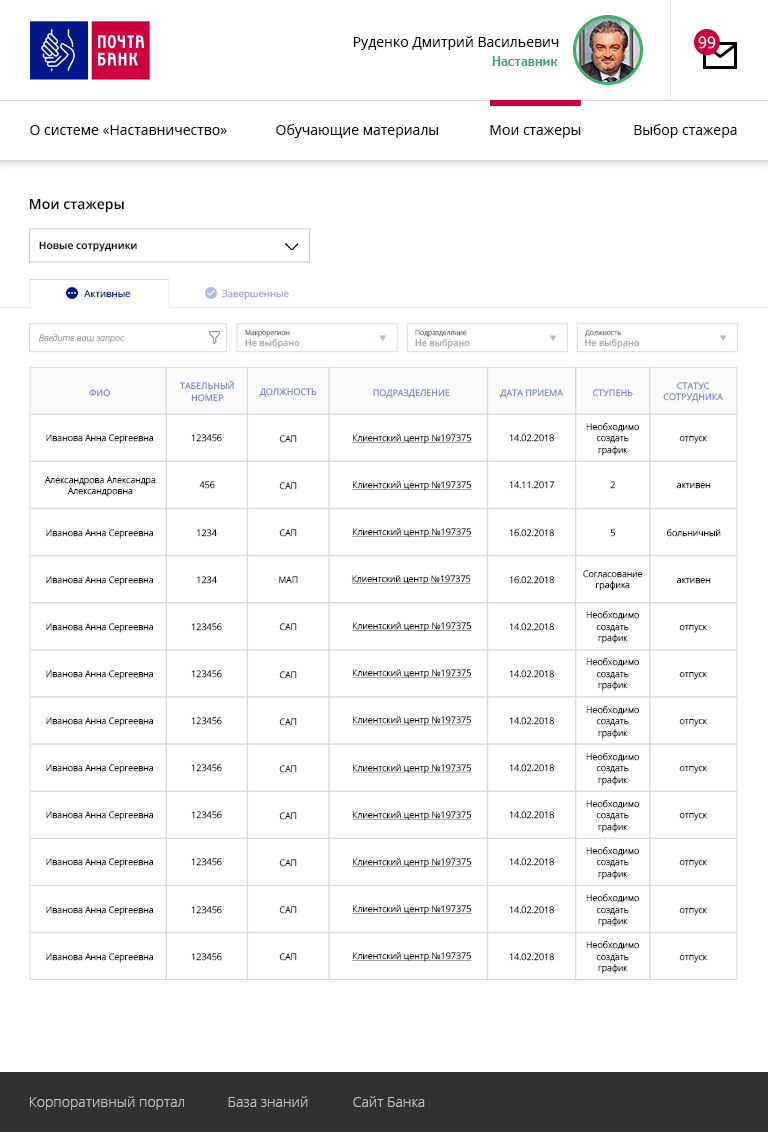 ПОЧТА
БАНК
Руденко Дмитрий Васильевич
Наставник
99
О системе «Наставничество» Обучающие материалы Мои стажеры Выбор стажера
Мои стажеры
Новые сотрудники
Активные Завершенные
Введите ваш запрос
Макрорегион
Не выбрано
Подразделение
Не выбрано
Должность
Не выбрано
ФИО ТАБЕЛЬНЫЙ НОМЕР ДОЛЖНОСТЬ ПОДРАЗДЕЛЕНИЕ ДАТА ПРИЕМА СТУПЕНЬ СТАТУС СОТРУДНИКА
Иванова Анна Сергеевна 123456 САП Клиентский центр №197375 14.02.2018 Необходимо создать график отпуск
Александрова Александра Александровна 456 САП Клиентский центр №197375 14.11.2017 2 активен
Иванова Анна Сергеевна 1234 САП Клиентский центр №197375 16.02.2018 5 больничный
Иванова Анна Сергеевна 1234 МАП Клиентский центр №197375 16.02.2018 Согласование графика активен
Иванова Анна Сергеевна 123456 САП Клиентский центр №197375 14.02.2018 Необходимо создать график отпуск
Иванова Анна Сергеевна 123456 САП Клиентский центр №197375 14.02.2018 Необходимо создать график отпуск
Иванова Анна Сергеевна 123456 САП Клиентский центр №197375 14.02.2018 Необходимо создать график отпуск
Иванова Анна Сергеевна 123456 САП Клиентский центр №197375 14.02.2018 Необходимо создать график отпуск
Иванова Анна Сергеевна 123456 САП Клиентский центр №197375 14.02.2018 Необходимо создать график отпуск
Иванова Анна Сергеевна 123456 САП Клиентский центр №197375 14.02.2018 Необходимо создать график отпуск
Иванова Анна Сергеевна 123456 САП Клиентский центр №197375 14.02.2018 Необходимо создать график отпуск
Иванова Анна Сергеевна 123456 САП Клиентский центр №197375 14.02.2018 Необходимо создать график отпуск
Корпоративный портал База знаний Сайт Банка